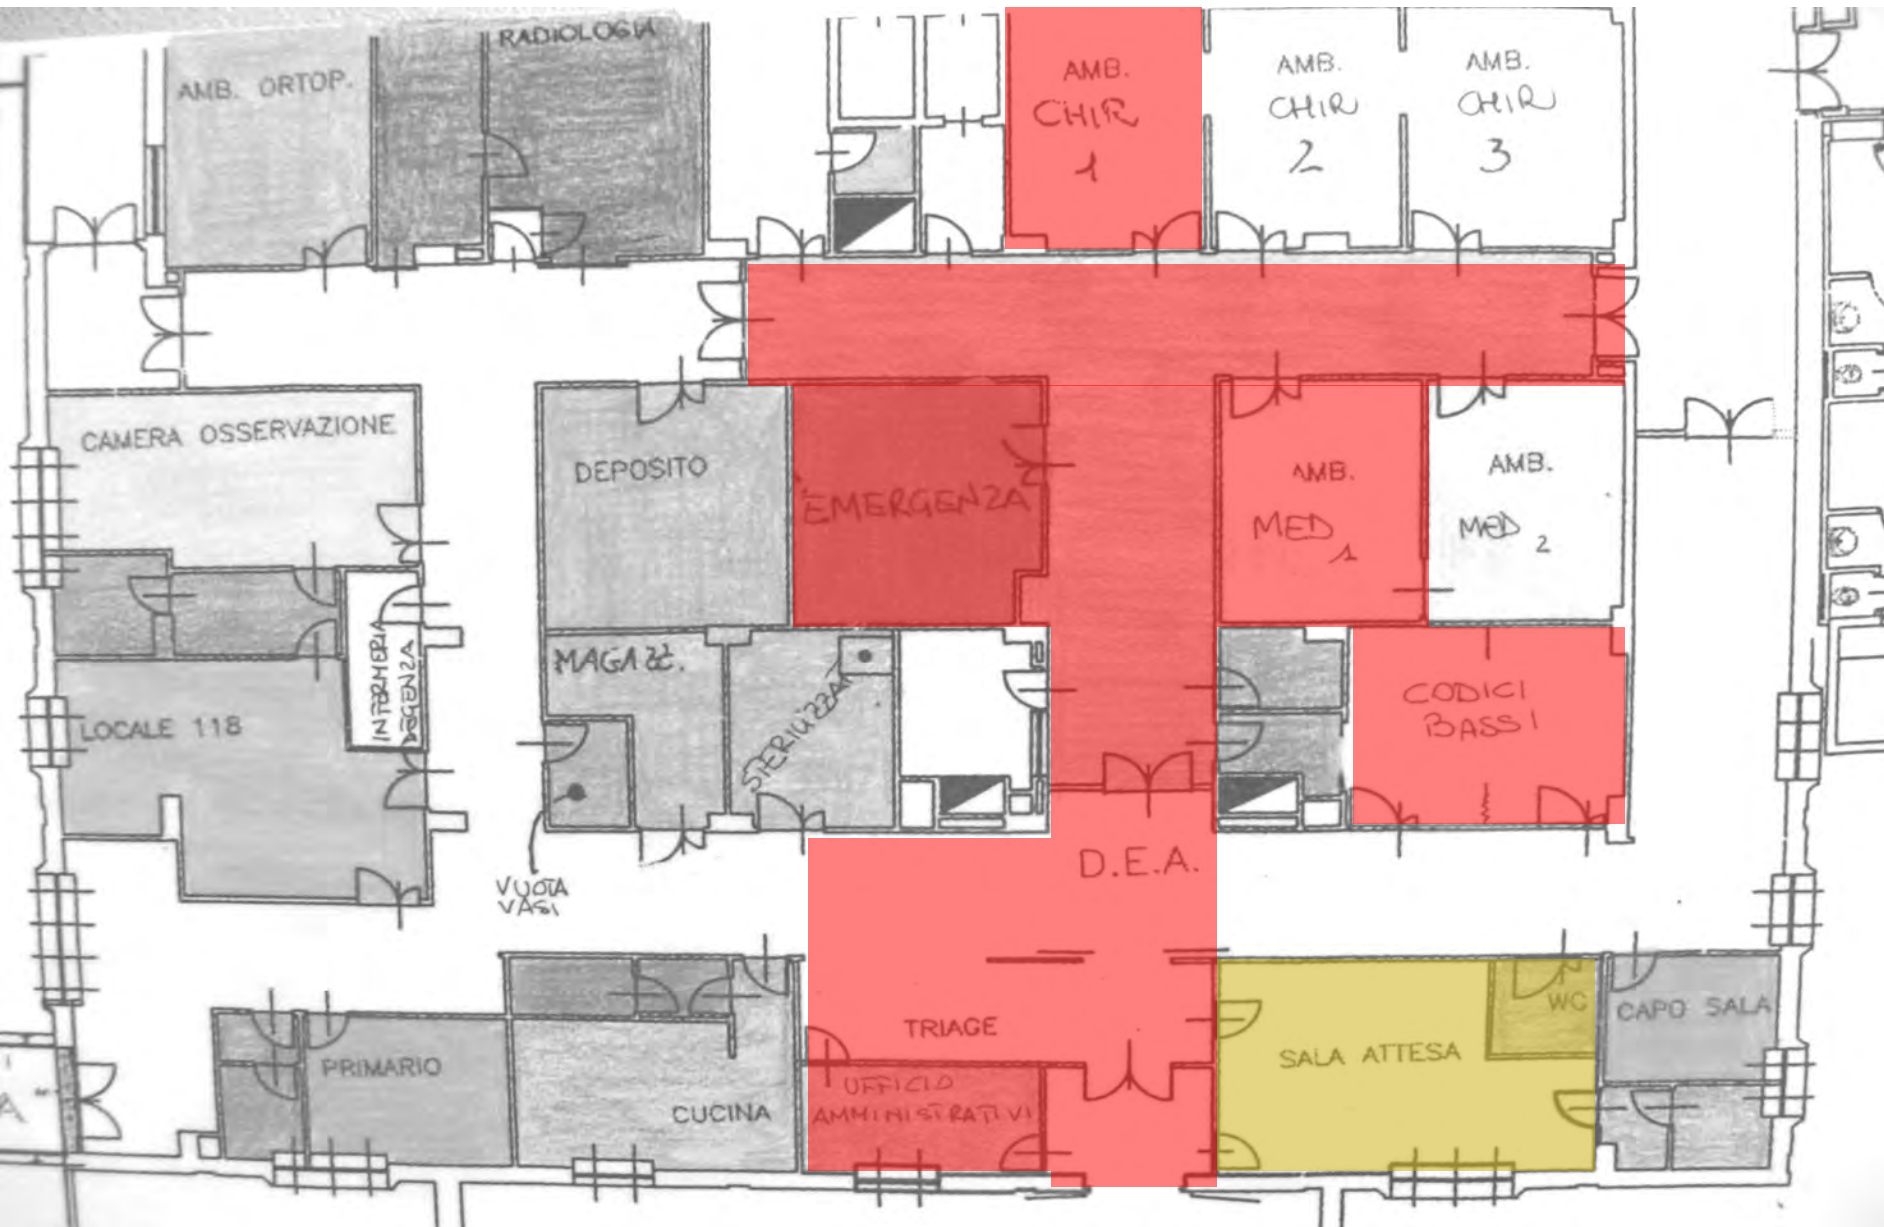 RADIOLOGIA
AMB. ORTOP.
AMB.
CHIR
1
AMB.
CHIR
2
AMB.
CHIR
3
CAMERA OSSERVAZIONE
DEPOSITO
EMERGENZA
AMB.
MED 1
AMB.
MED 2
INFERMERIA
MAGAZZ.
STERILIZZAT
LOCALE 118
CODICI
BASSI
VUOTA
VASI
D.E.A.
TRIAGE
UFFICIO
AMMINISTRATIVI
PRIMARIO
CUCINA
SALA ATTESA
WC
CAPO SALA
A